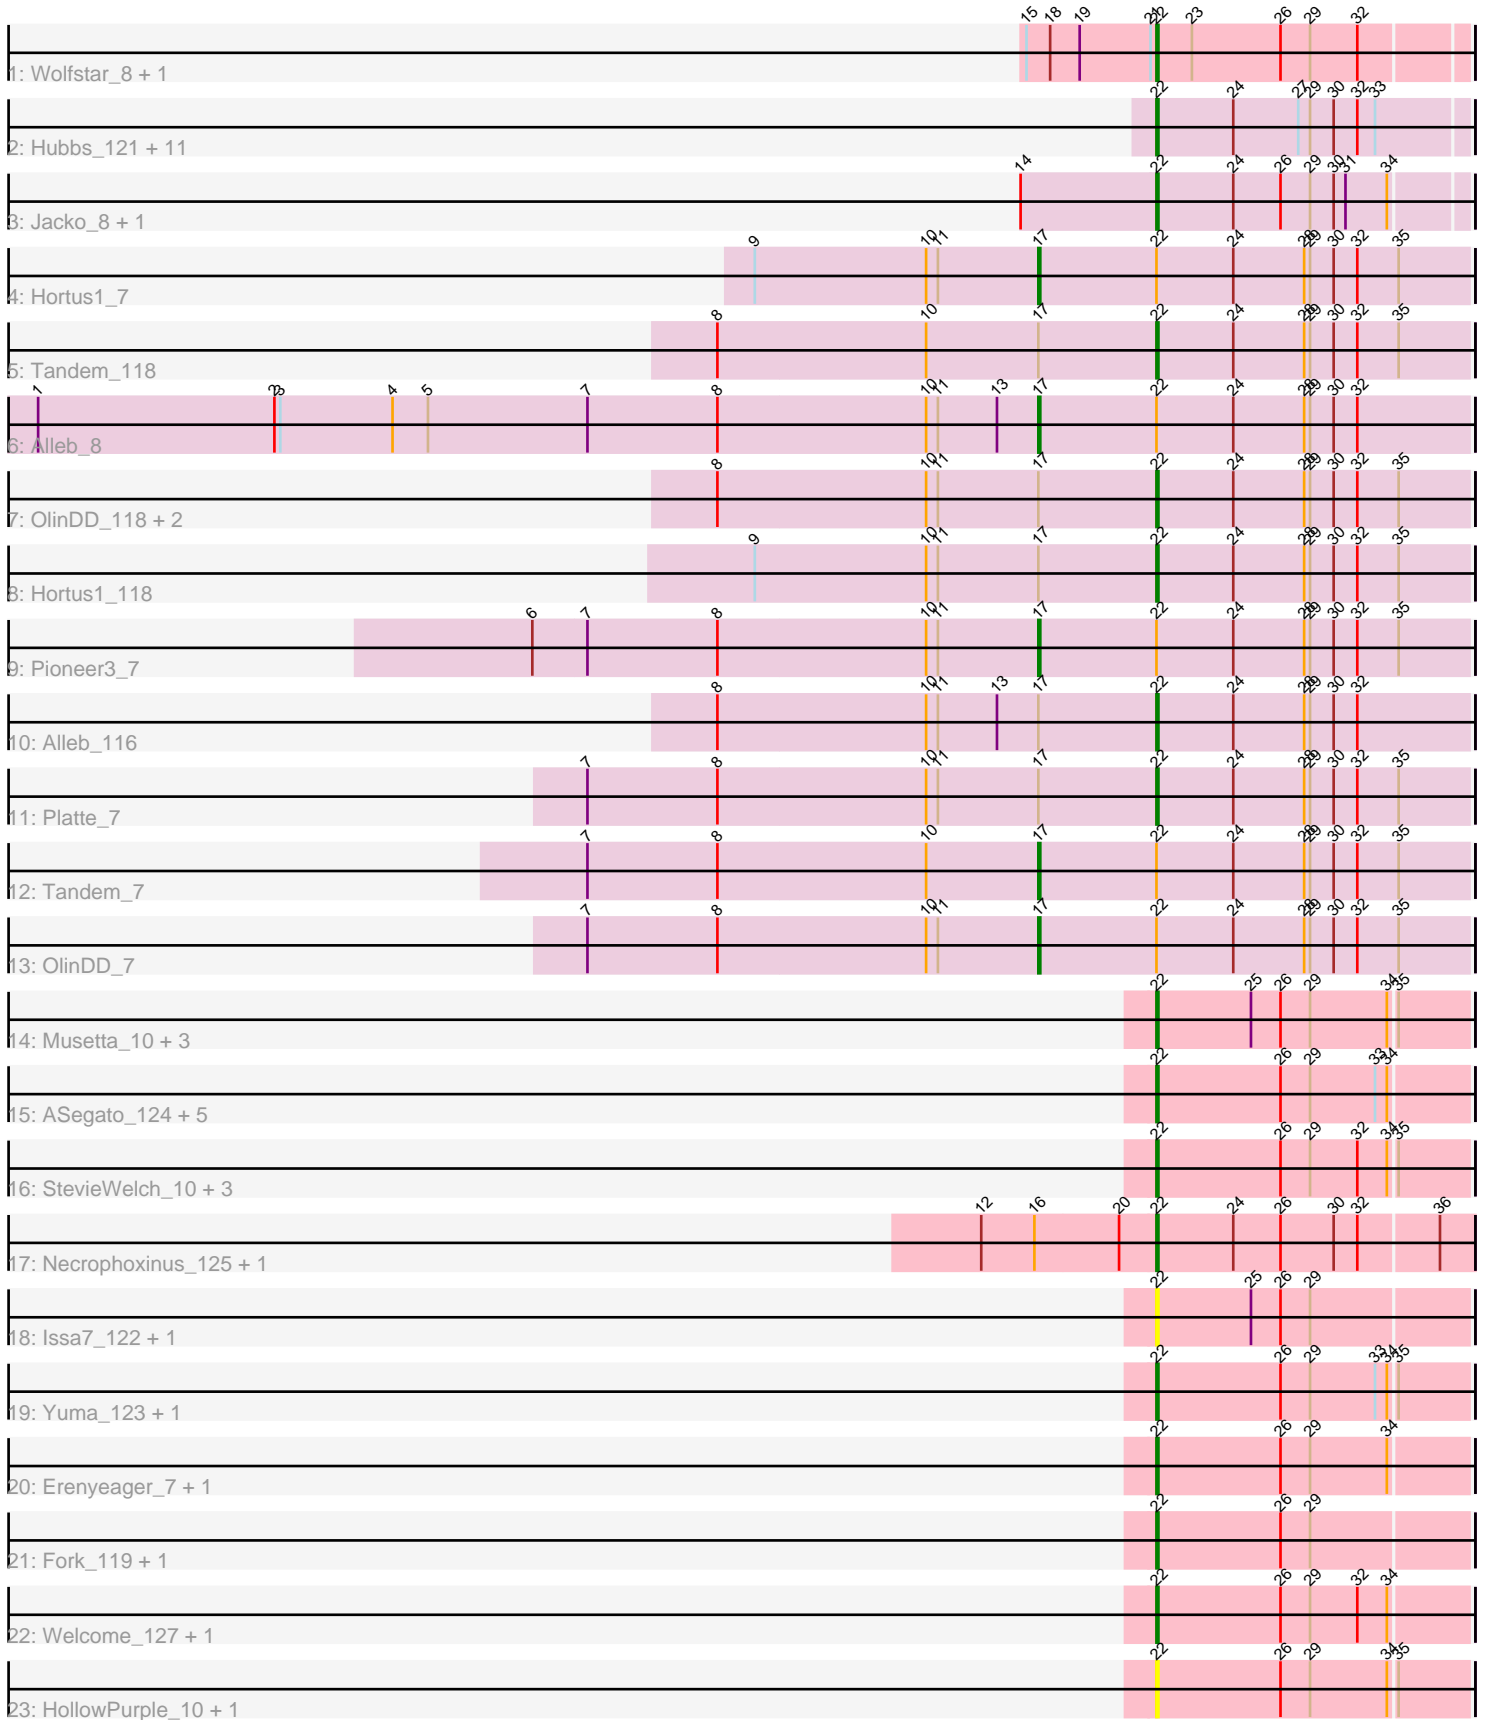 15 18 19 21 22 23 26 29 32
1: Wolfstar_8 + 1
22 24 27 29 30 32 33
2: Hubbs_121 + 11
14 22 24 26 29 30 31 34
3: Jacko_8 + 1
9 10 11 17 22 24 28 29 30 32 35
4: Hortus1_7
8 10 17 22 24 28 29 30 32 35
5: Tandem_118
1 2 3 4 5 7 8 10 11 13 17 22 24 28 29 30 32
6: Alleb_8
8 10 11 17 22 24 28 29 30 32 35
7: OlinDD_118 + 2
9 10 11 17 22 24 28 29 30 32 35
8: Hortus1_118
6 7 8 10 11 17 22 24 28 29 30 32 35
9: Pioneer3_7
8 10 11 13 17 22 24 28 29 30 32
10: Alleb_116
7 8 10 11 17 22 24 28 29 30 32 35
11: Platte_7
7 8 10 17 22 24 28 29 30 32 35
12: Tandem_7
7 8 10 11 17 22 24 28 29 30 32 35
13: OlinDD_7
22 25 26 29 34 35
14: Musetta_10 + 3
22 26 29 33 34
15: ASegato_124 + 5
22 26 29 32 34 35
16: StevieWelch_10 + 3
12 16 20 22 24 26 30 32 36
17: Necrophoxinus_125 + 1
22 25 26 29
18: Issa7_122 + 1
22 26 29 33 34 35
19: Yuma_123 + 1
22 26 29 34
20: Erenyeager_7 + 1
22 26 29
21: Fork_119 + 1
22 26 29 32 34
22: Welcome_127 + 1
22 26 29 34 35
23: HollowPurple_10 + 1